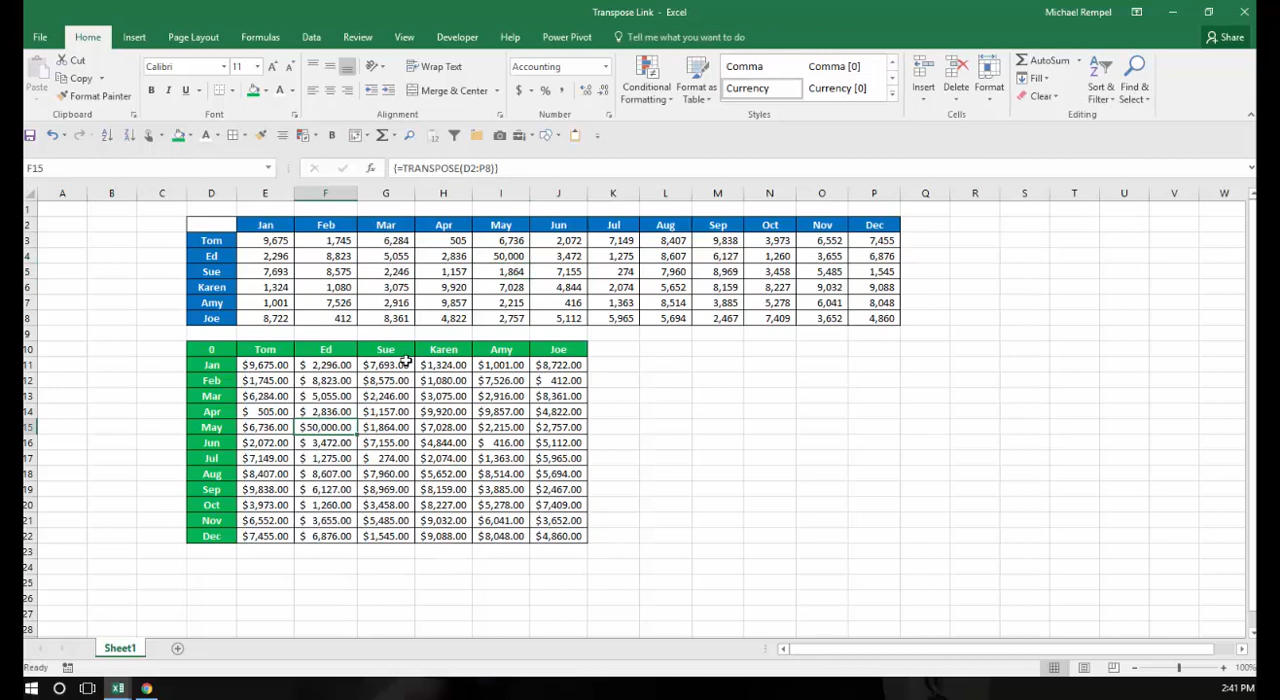 Transpose Link - Excel
Michael Rempel
File Home Insert Page Layout Formulas Data Review View Developer Help Power Pivot Tell me what you want to do Share
Paste Cut Copy Format Painter Clipboard
Calibri 11 B I U Font
Wrap Text Merge & Center Alignment
Accounting $ % , Number
Conditional Formatting Format as Table Comma Comma [0] Currency Currency [0] Styles
Insert Delete Format Cells
AutoSum Fill Clear Sort & Filter Find & Select Editing
F15 fx {=TRANSPOSE(D2:P8)}
A B C D E F G H I J K L M N O P Q R S T U V W
1
2 Jan Feb Mar Apr May Jun Jul Aug Sep Oct Nov Dec
3 Tom 9,675 1,745 6,284 505 6,736 2,072 7,149 8,407 9,838 3,973 6,552 7,455
4 Ed 2,296 8,823 5,055 2,836 50,000 3,472 1,275 8,607 6,127 1,260 3,655 6,876
5 Sue 7,693 8,575 2,246 1,157 1,864 7,155 274 7,960 8,969 3,458 5,485 1,545
6 Karen 1,324 1,080 3,075 9,920 7,028 4,844 2,074 5,652 8,159 8,227 9,032 9,088
7 Amy 1,001 7,526 2,916 9,857 2,215 416 1,363 8,514 3,885 5,278 6,041 8,048
8 Joe 8,722 412 8,361 4,822 2,757 5,112 5,965 5,694 2,467 7,409 3,652 4,860
9
10 0 Tom Ed Sue Karen Amy Joe
11 Jan $9,675.00 $ 2,296.00 $7,693.00 $1,324.00 $1,001.00 $8,722.00
12 Feb $1,745.00 $ 8,823.00 $8,575.00 $1,080.00 $7,526.00 $ 412.00
13 Mar $6,284.00 $ 5,055.00 $2,246.00 $3,075.00 $2,916.00 $8,361.00
14 Apr $ 505.00 $ 2,836.00 $1,157.00 $9,920.00 $9,857.00 $4,822.00
15 May $6,736.00 $50,000.00 $1,864.00 $7,028.00 $2,215.00 $2,757.00
16 Jun $2,072.00 $ 3,472.00 $7,155.00 $4,844.00 $ 416.00 $5,112.00
17 Jul $7,149.00 $ 1,275.00 $ 274.00 $2,074.00 $1,363.00 $5,965.00
18 Aug $8,407.00 $ 8,607.00 $7,960.00 $5,652.00 $8,514.00 $5,694.00
19 Sep $9,838.00 $ 6,127.00 $8,969.00 $8,159.00 $3,885.00 $2,467.00
20 Oct $3,973.00 $ 1,260.00 $3,458.00 $8,227.00 $5,278.00 $7,409.00
21 Nov $6,552.00 $ 3,655.00 $5,485.00 $9,032.00 $6,041.00 $3,652.00
22 Dec $7,455.00 $ 6,876.00 $1,545.00 $9,088.00 $8,048.00 $4,860.00
23
24
25
26
27
28
Sheet1
Ready 100%
2:41 PM